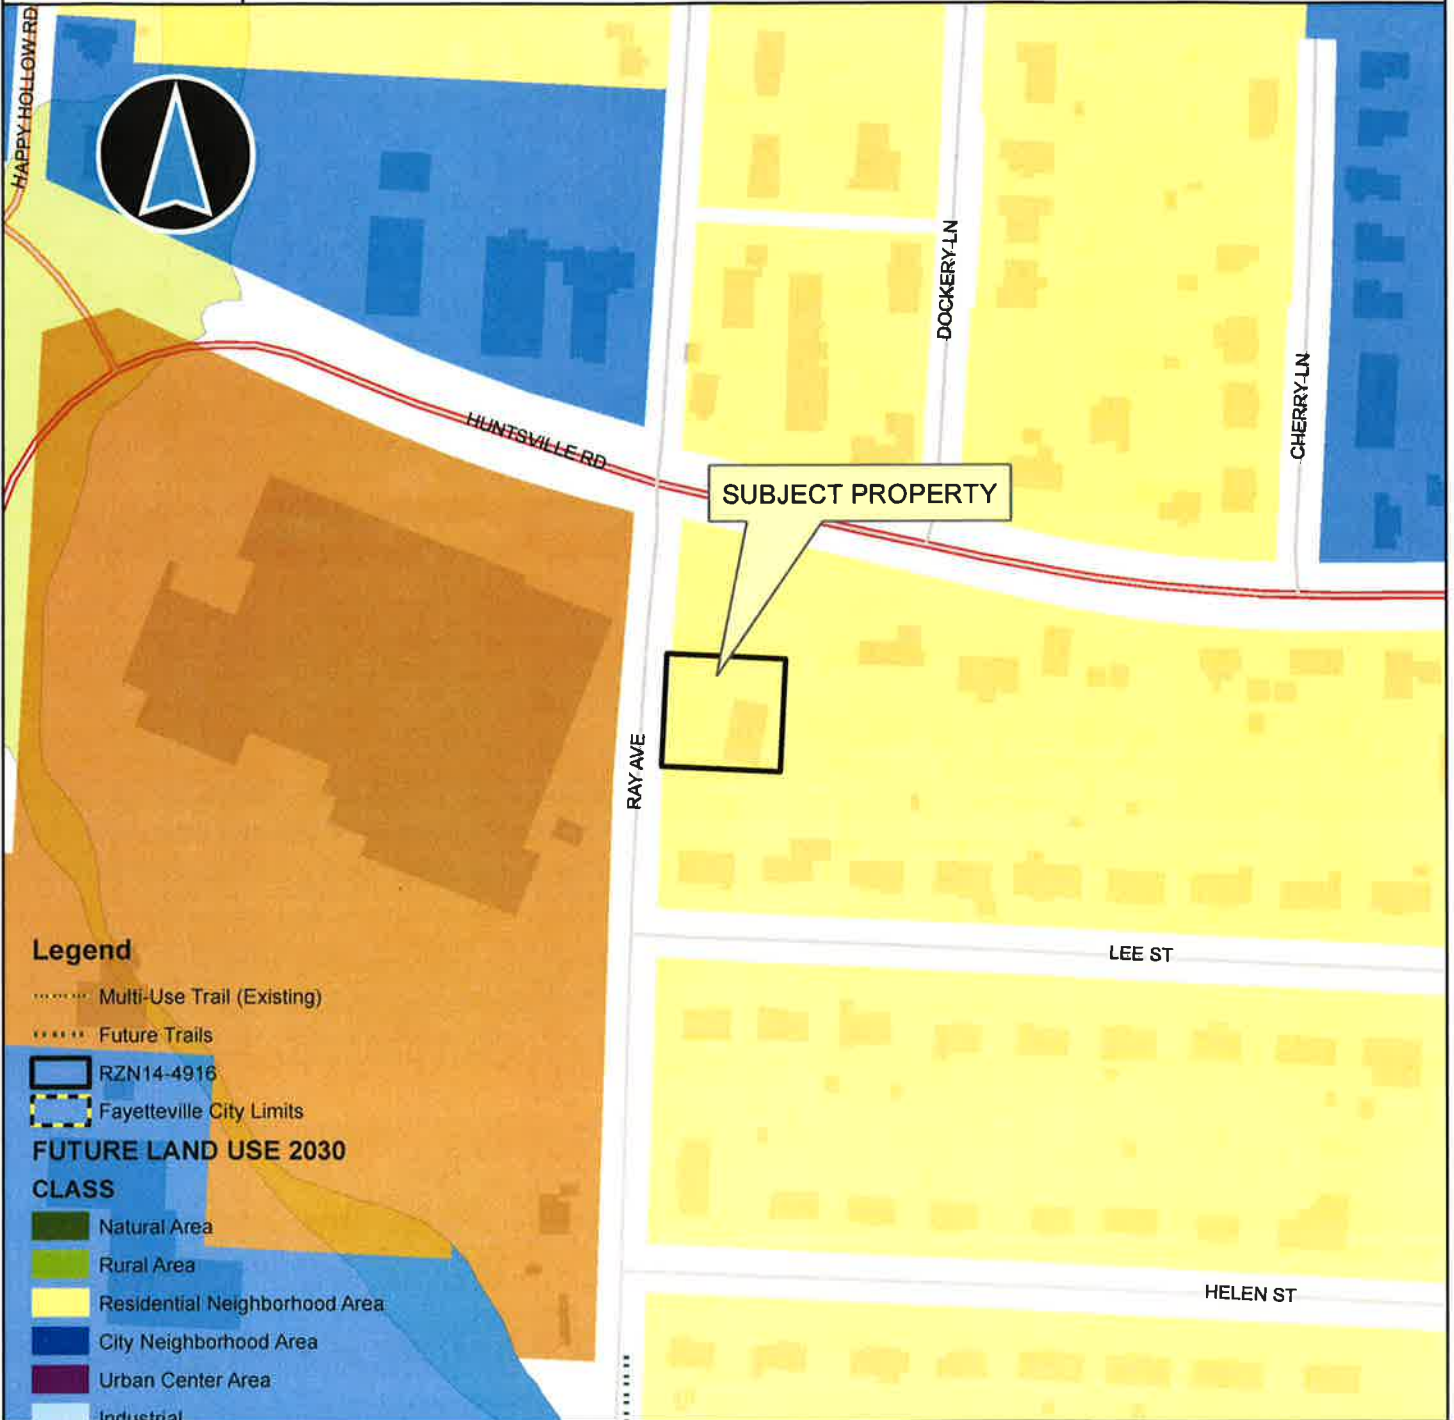 HAPPY HOLLOW RD
DOCKERY LN
CHERRY LN
HUNTSVILLE RD
SUBJECT PROPERTY
RAY AVE
LEE ST
HELEN ST
Legend
Multi-Use Trail (Existing)
Future Trails
RZN14-4916
Fayetteville City Limits
FUTURE LAND USE 2030
CLASS
Natural Area
Rural Area
Residential Neighborhood Area
City Neighborhood Area
Urban Center Area
Industrial